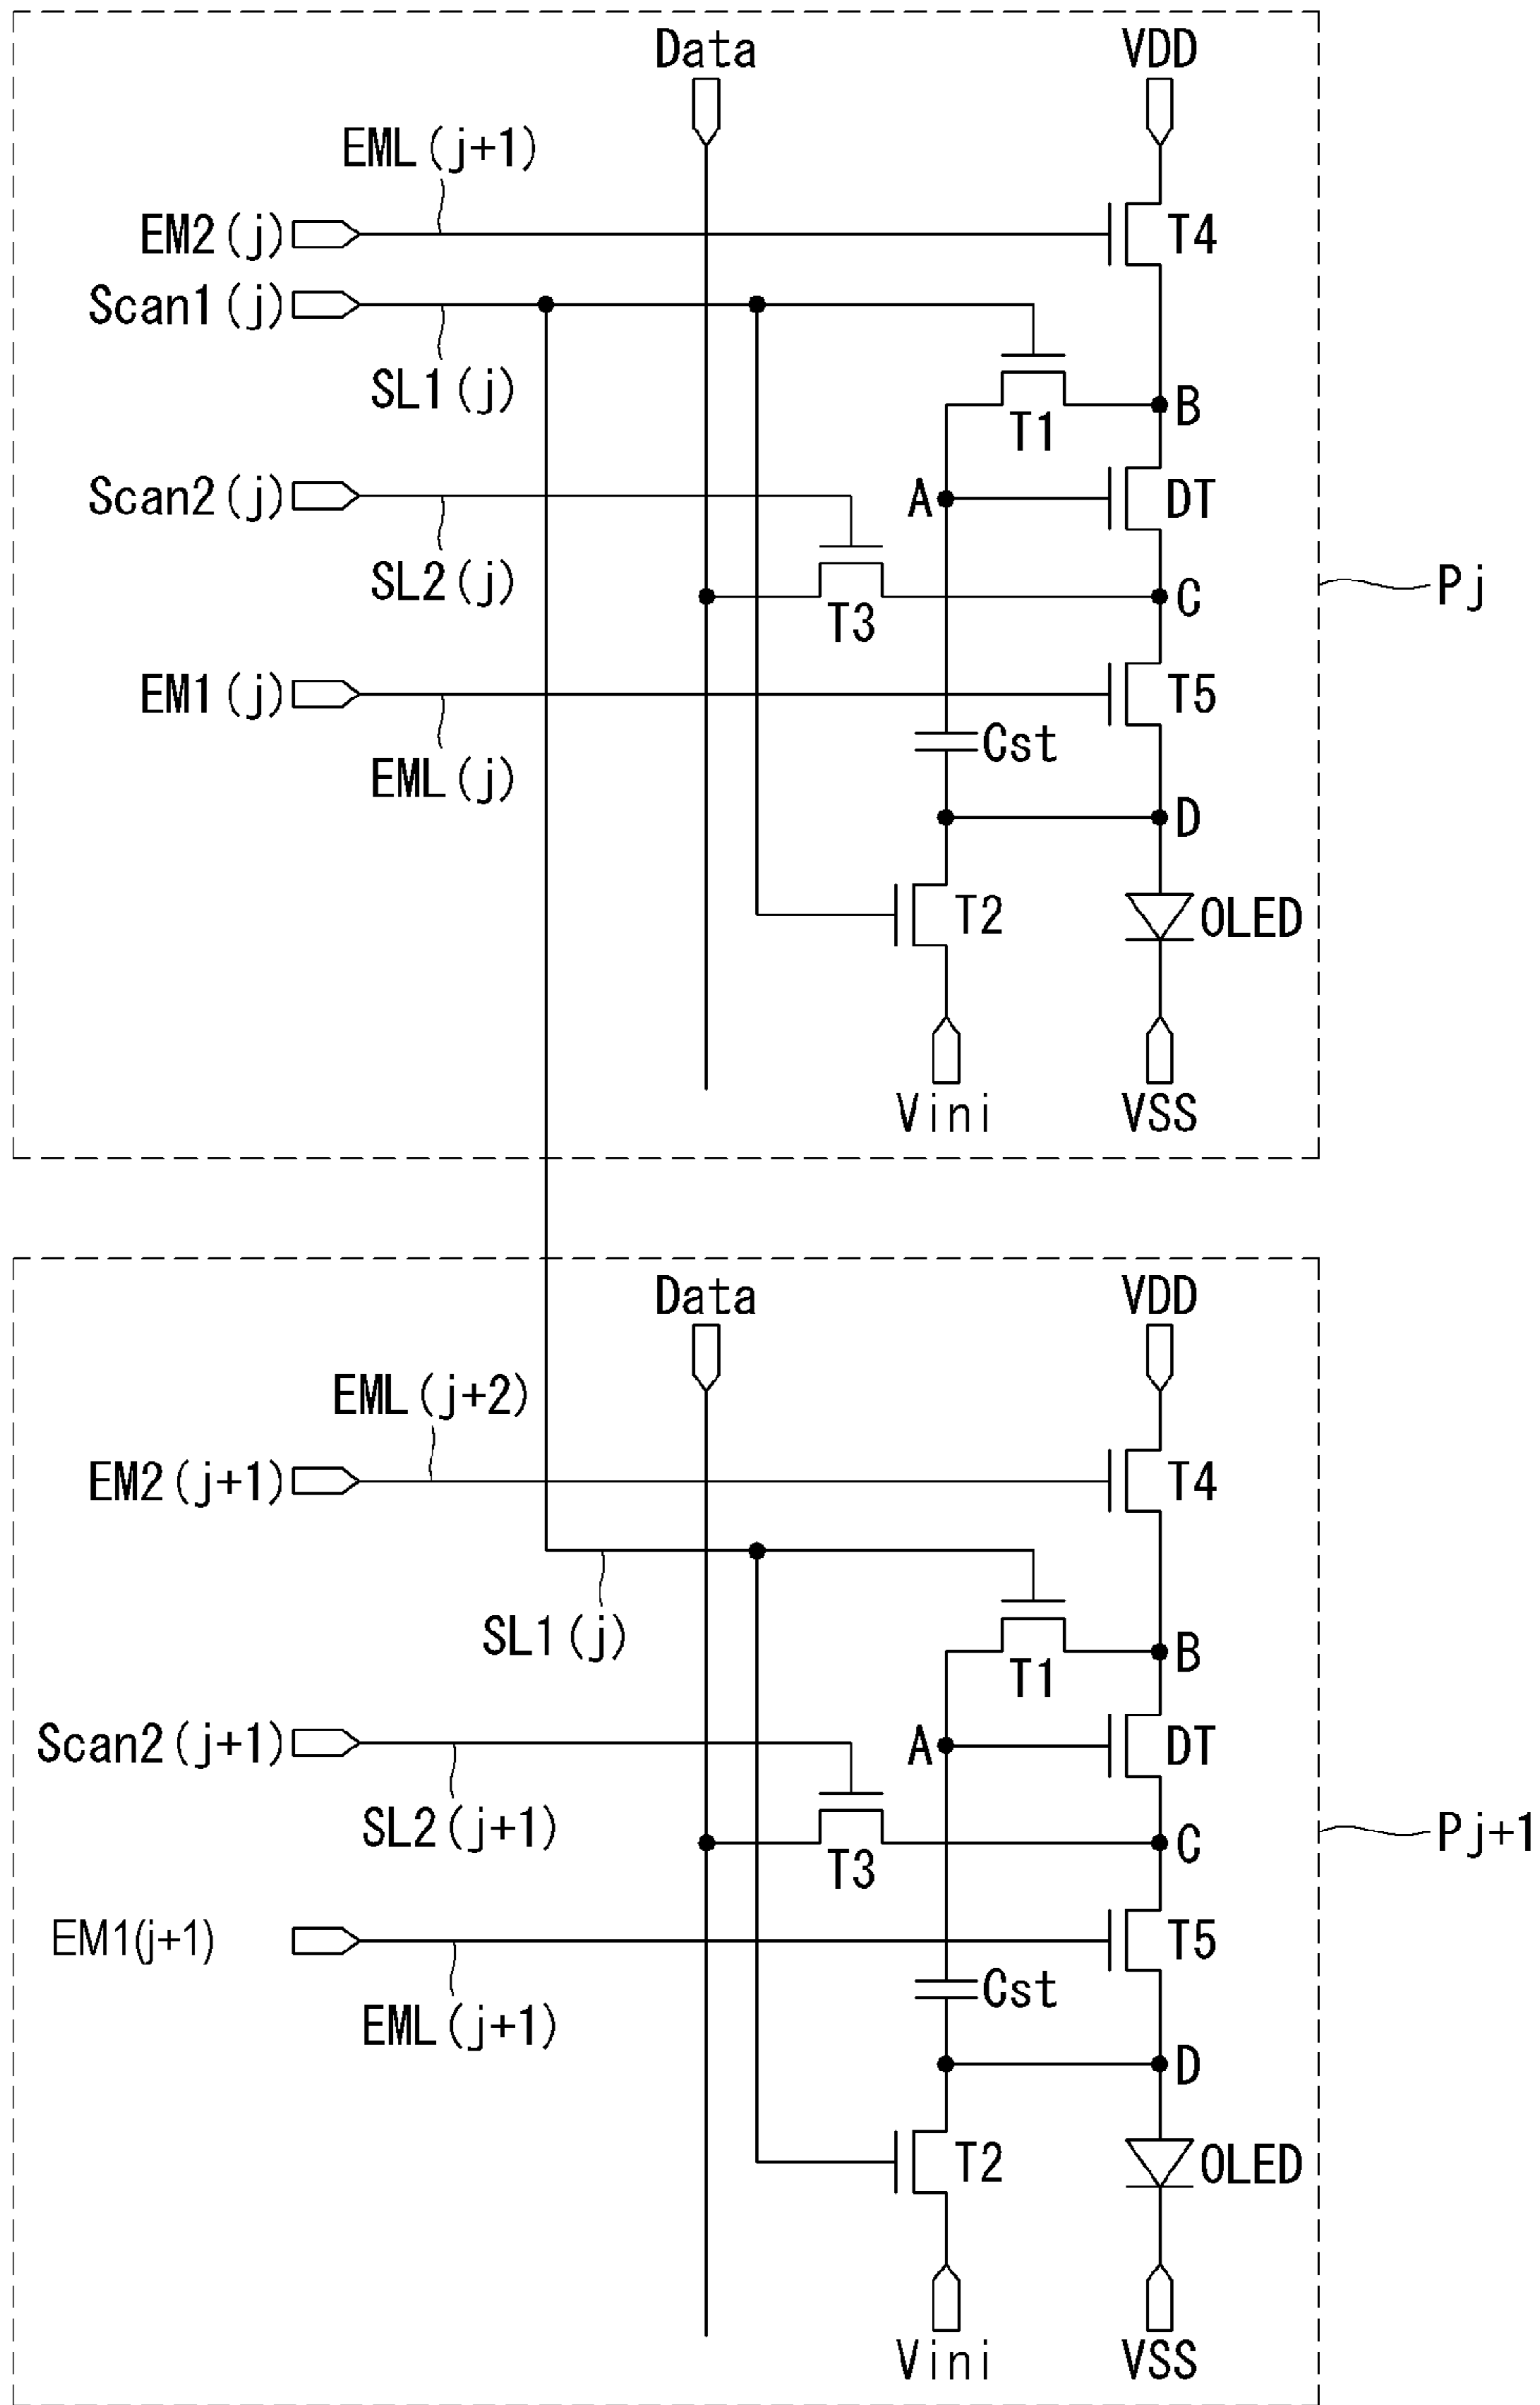 Data VDD
EML(j+1)
EM2(j) T4
Scan1(j)
SL1(j) T1 B
Scan2(j) A DT
SL2(j) T3 C Pj
EM1(j) T5
EML(j) Cst
D
T2 OLED
Vini VSS
Data VDD
EML(j+2)
EM2(j+1) T4
SL1(j) T1 B
Scan2(j+1) A DT
SL2(j+1) T3 C Pj+1
EM1(j+1) T5
EML(j+1) Cst
D
T2 OLED
Vini VSS